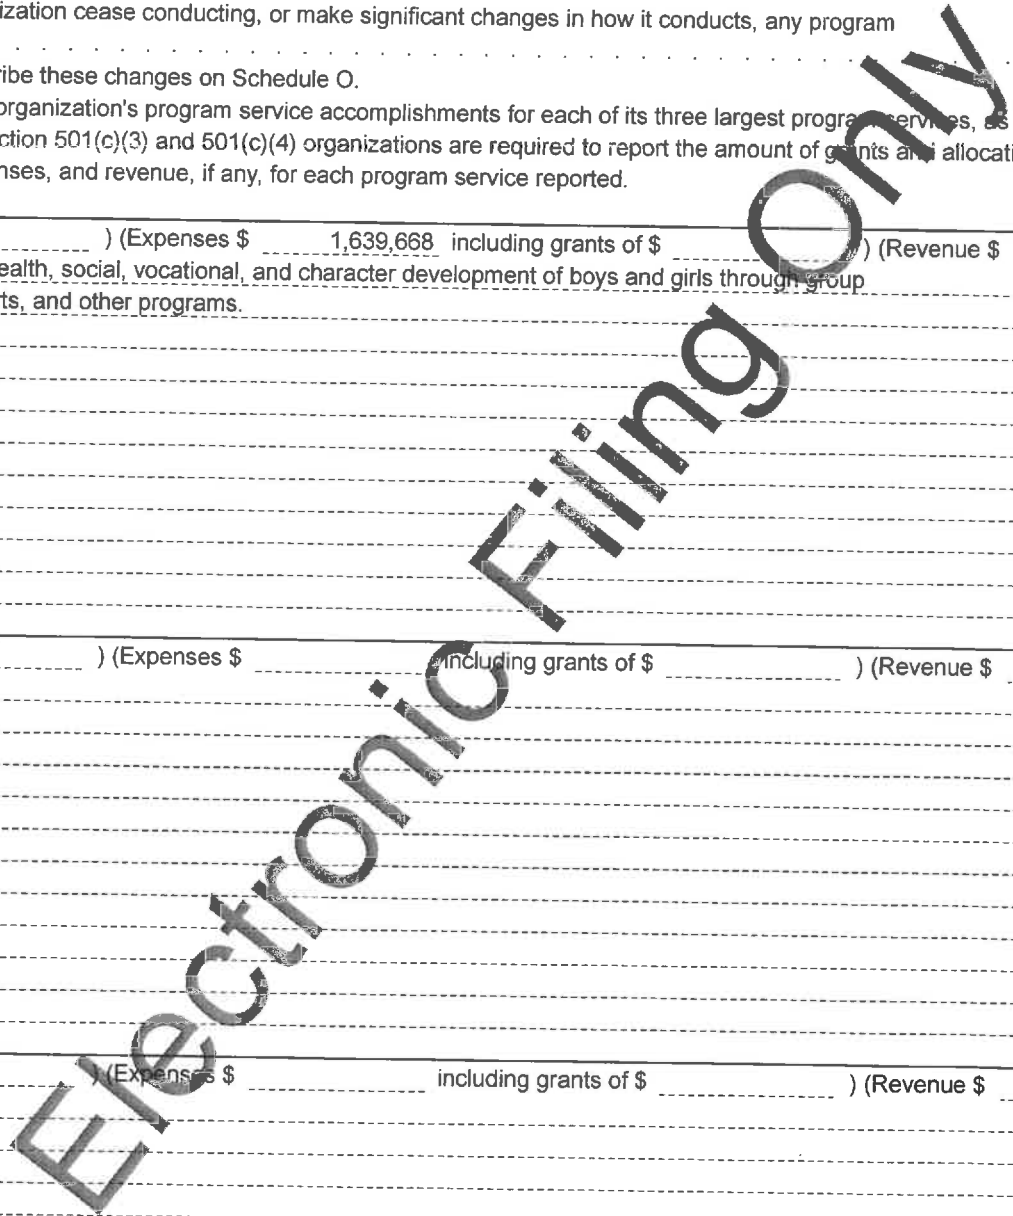 ization cease conducting, or make significant changes in how it conducts, any program
ribe these changes on Schedule O.
organization's program service accomplishments for each of its three largest program services, as
ction 501(c)(3) and 501(c)(4) organizations are required to report the amount of grants and allocati
nses, and revenue, if any, for each program service reported.
) (Expenses $ 1,639,668 including grants of $ ) (Revenue $
ealth, social, vocational, and character development of boys and girls through group
ts, and other programs.
) (Expenses $ including grants of $ ) (Revenue $
) (Expenses $ including grants of $ ) (Revenue $
Electronic Filing Only